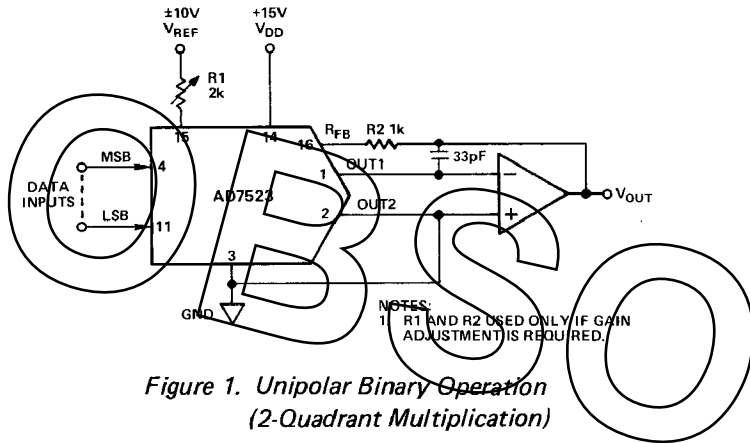 ±10V
VREF
+15V
VDD
R1
2k
15
14
RFB
16
R2 1k
33pF
MSB
4
DATA
INPUTS
LSB
11
AD7523
1
OUT1
2
OUT2
3
GND
−
+
VOUT
NOTES:
1. R1 AND R2 USED ONLY IF GAIN
ADJUSTMENT IS REQUIRED.
Figure 1. Unipolar Binary Operation
(2-Quadrant Multiplication)
OBSO